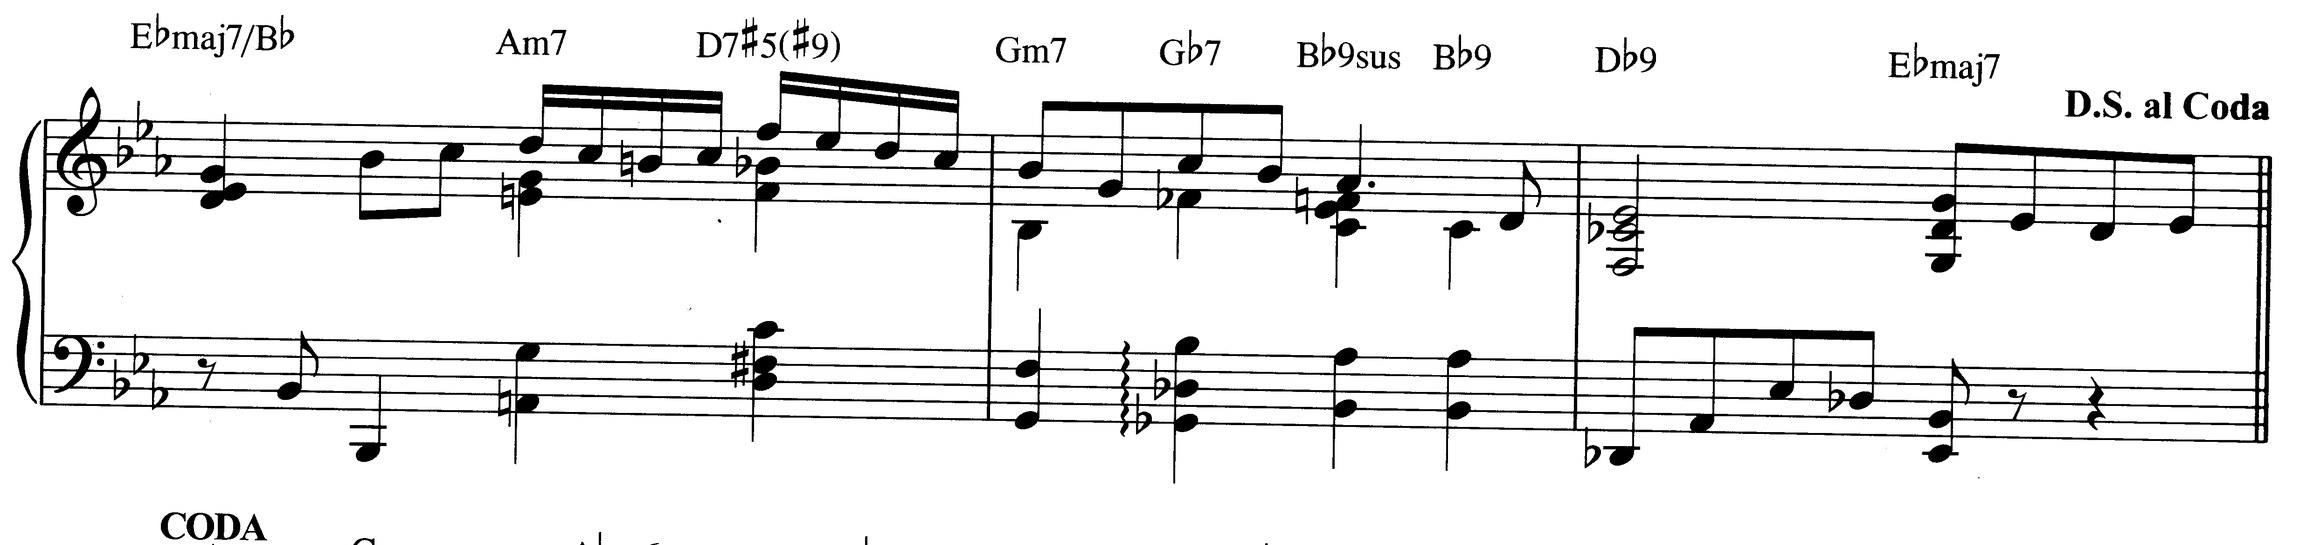 E♭maj7/B♭ Am7 D7♯5(♯9) Gm7 G♭7 B♭9sus B♭9 D♭9 E♭maj7
D.S. al Coda
CODA